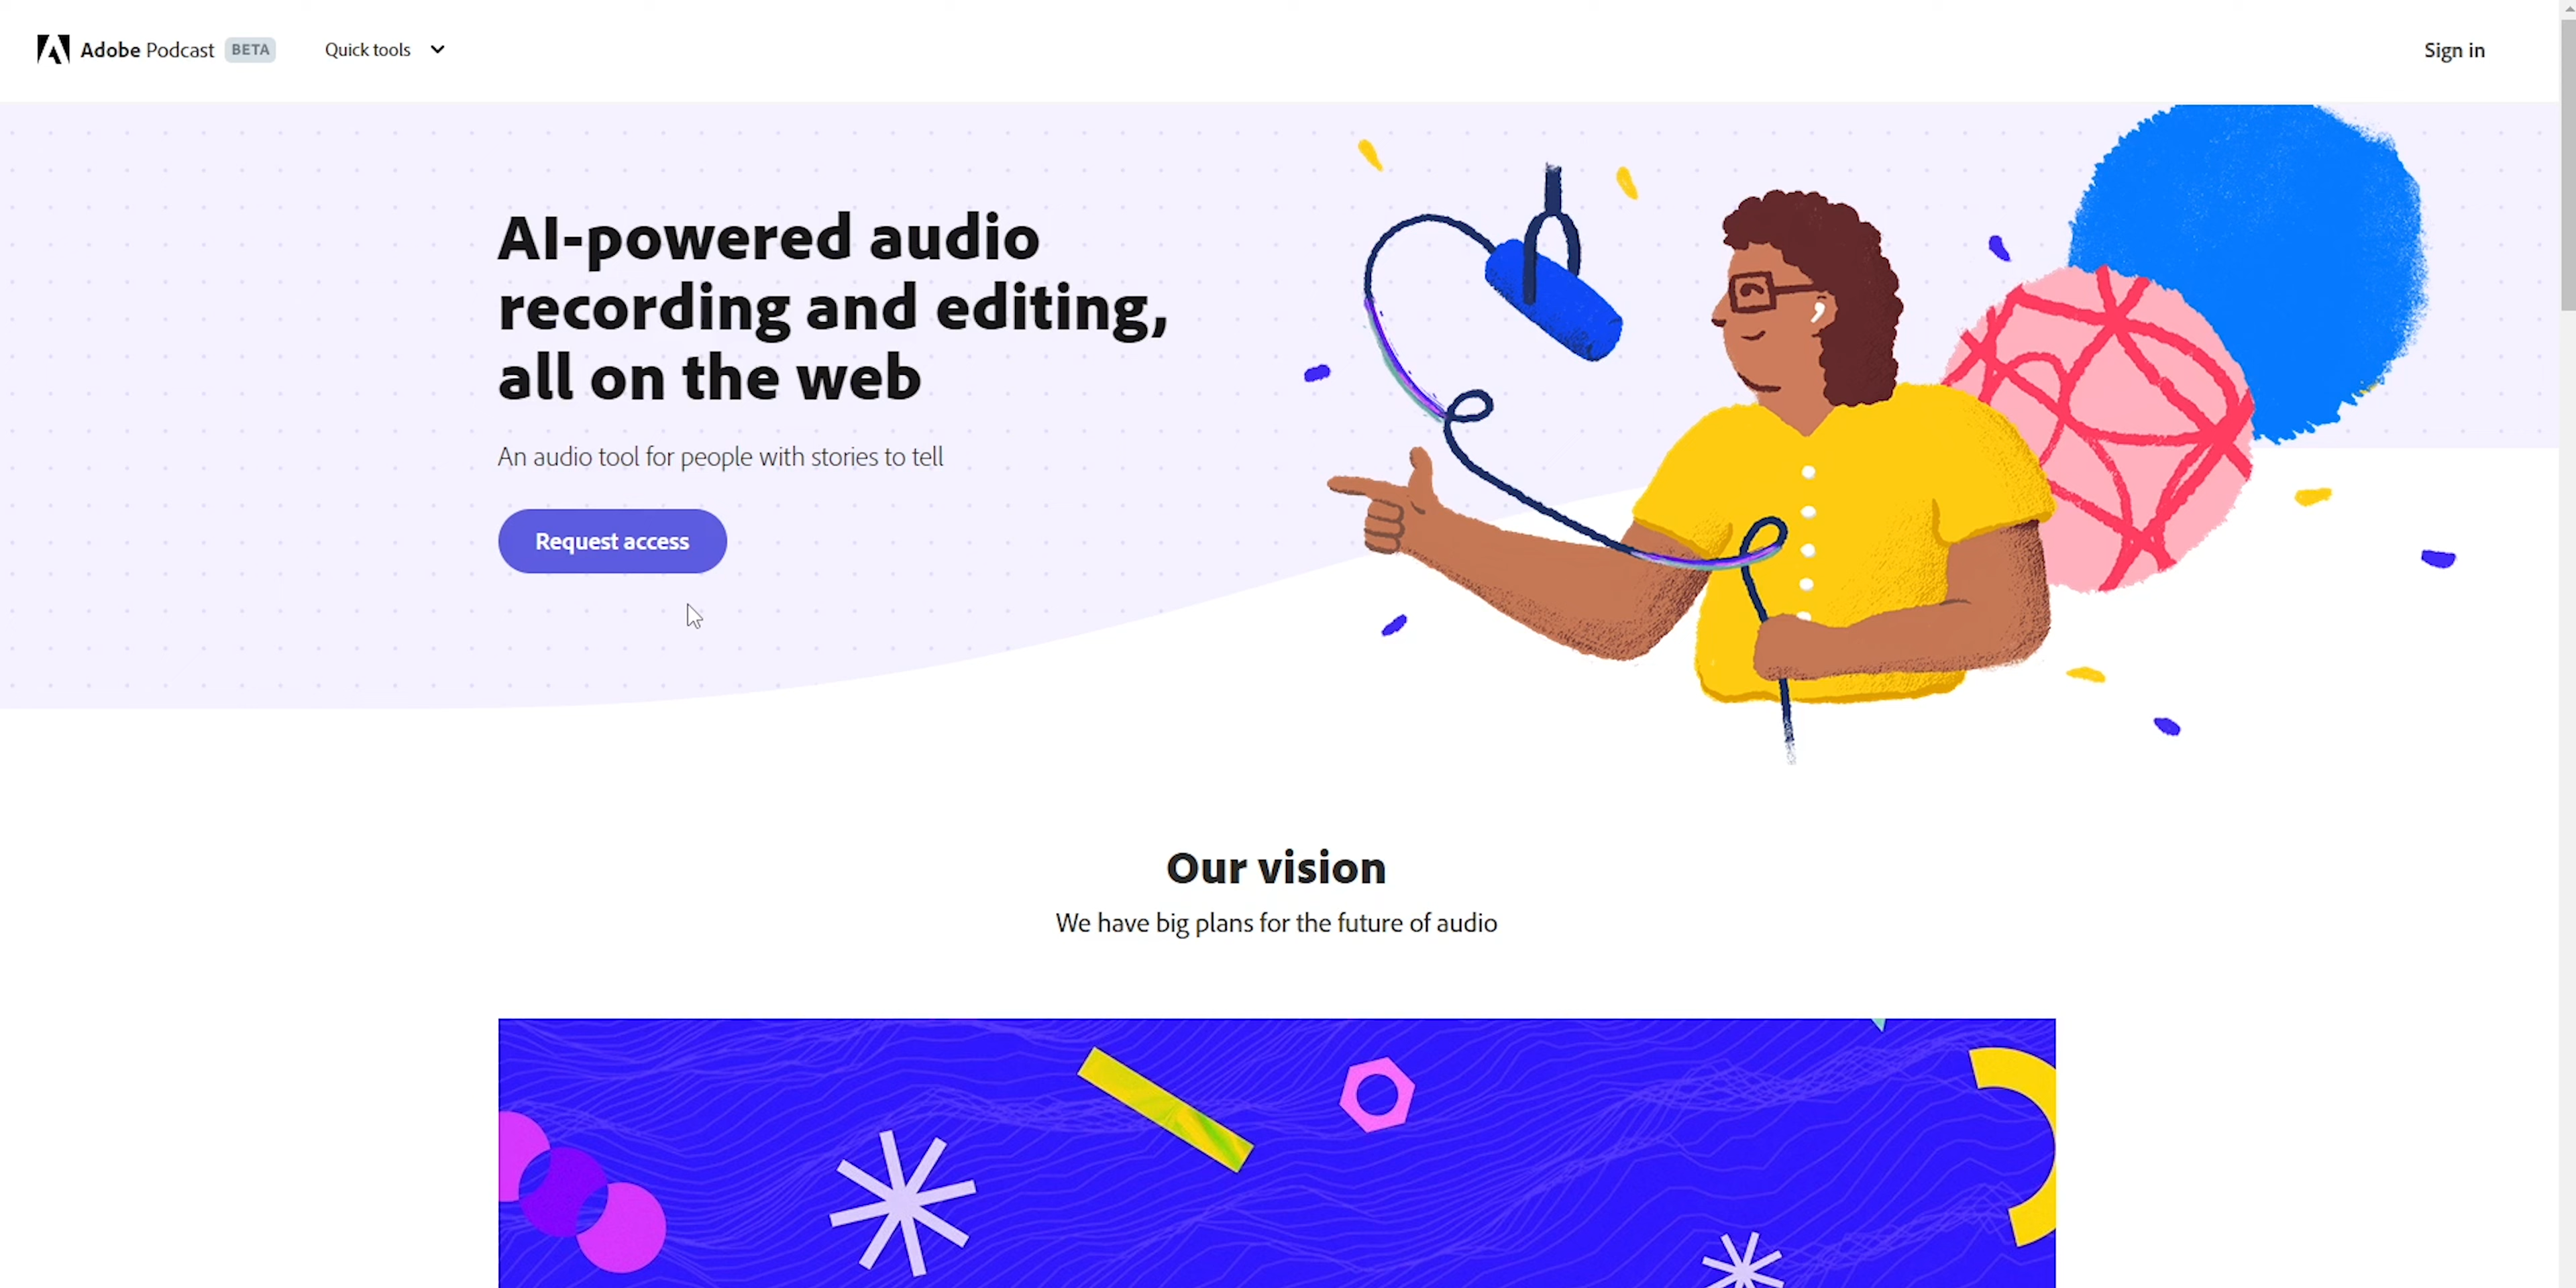 Adobe Podcast BETA
Quick tools
Sign in
AI-powered audio
recording and editing,
all on the web
An audio tool for people with stories to tell
Request access
Our vision
We have big plans for the future of audio